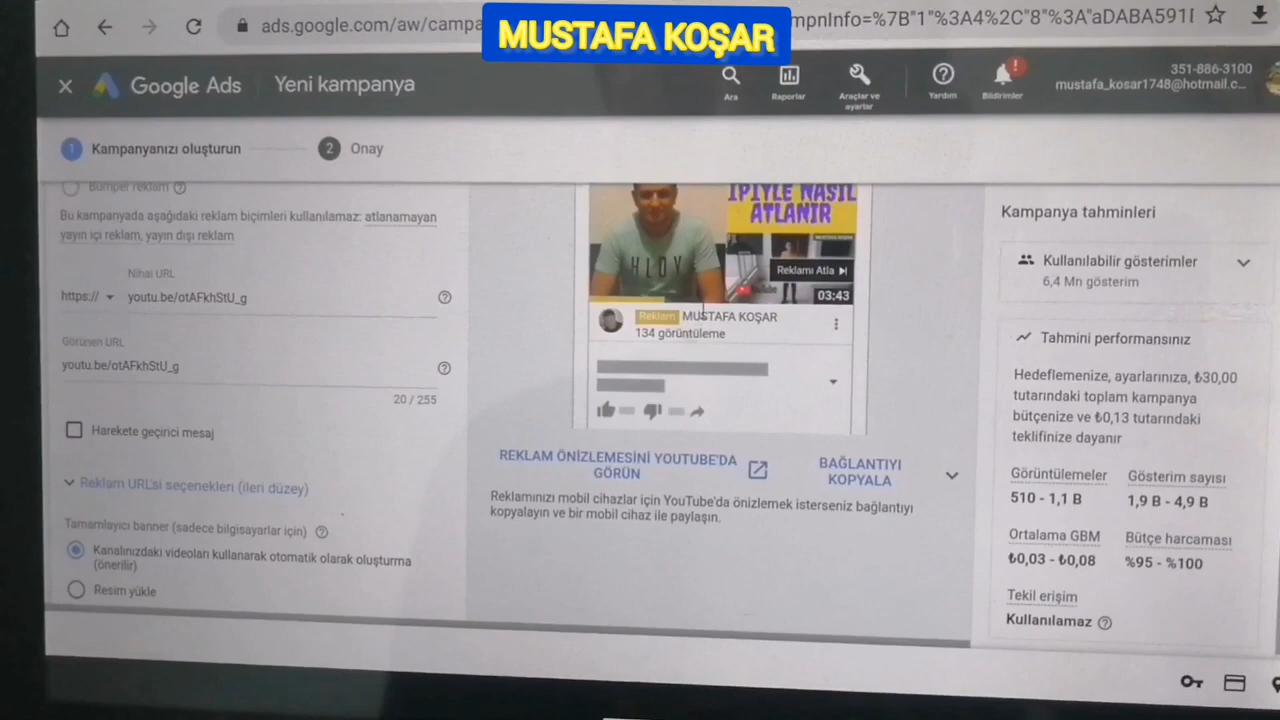 MUSTAFA KOŞAR
ads.google.com/aw/campa
mpnInfo=%7B"1"%3A4%2C"8"%3A"aDABA591
Google Ads
Yeni kampanya
Ara
Raporlar
Araçlar ve
ayarlar
Yardım
Bildirimler
351-886-3100
mustafa_kosar1748@hotmail.c...
1 Kampanyanızı oluşturun
2 Onay
Bumper reklam
Bu kampanyada aşağıdaki reklam biçimleri kullanılamaz: atlanamayan
yayın içi reklam, yayın dışı reklam
Nihai URL
https:// youtu.be/otAFkhStU_g
Görünen URL
youtu.be/otAFkhStU_g
20 / 255
Harekete geçirici mesaj
Reklam URL'si seçenekleri (ileri düzey)
Tamamlayıcı banner (sadece bilgisayarlar için)
Kanalınızdaki videoları kullanarak otomatik olarak oluşturma
(önerilir)
Resim yükle
IPIYLE NASIL
ATLANIR
HLDY
Reklamı Atla
03:43
Reklam MUSTAFA KOŞAR
134 görüntüleme
REKLAM ÖNİZLEMESİNİ YOUTUBE'DA
GÖRÜN
BAĞLANTIYI
KOPYALA
Reklamınızı mobil cihazlar için YouTube'da önizlemek isterseniz bağlantıyı
kopyalayın ve bir mobil cihaz ile paylaşın.
Kampanya tahminleri
Kullanılabilir gösterimler
6,4 Mn gösterim
Tahmini performansınız
Hedeflemenize, ayarlarınıza, ₺30,00
tutarındaki toplam kampanya
bütçenize ve ₺0,13 tutarındaki
teklifinize dayanır
Görüntülemeler
Gösterim sayısı
510 - 1,1 B
1,9 B - 4,9 B
Ortalama GBM
Bütçe harcaması
₺0,03 - ₺0,08
%95 - %100
Tekil erişim
Kullanılamaz